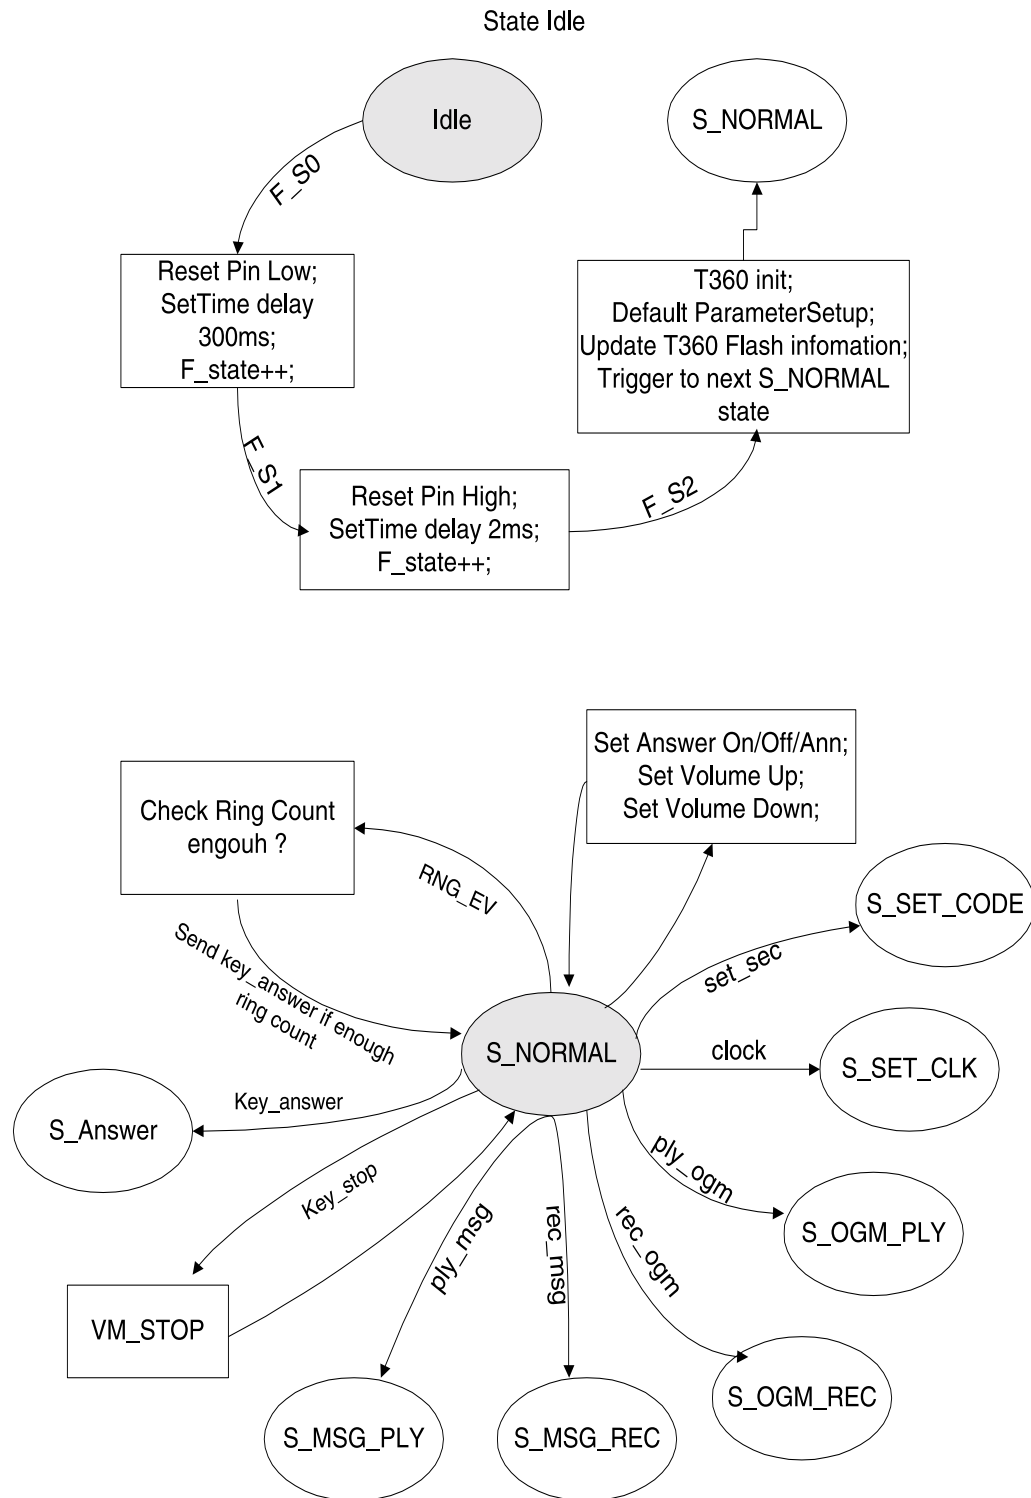 State Idle
Idle
S_NORMAL
F_S0
Reset Pin Low;
SetTime delay
300ms;
F_state++;
T360 init;
Default ParameterSetup;
Update T360 Flash infomation;
Trigger to next S_NORMAL
state
F_S1
Reset Pin High;
SetTime delay 2ms;
F_state++;
F_S2
Set Answer On/Off/Ann;
Set Volume Up;
Set Volume Down;
Check Ring Count
engouh ?
RNG_EV
S_SET_CODE
set_sec
Send key_answer if enough
ring count
S_NORMAL
clock
S_SET_CLK
Key_answer
S_Answer
Key_stop
ply_ogm
S_OGM_PLY
ply_msg
rec_msg
rec_ogm
VM_STOP
S_OGM_REC
S_MSG_PLY
S_MSG_REC